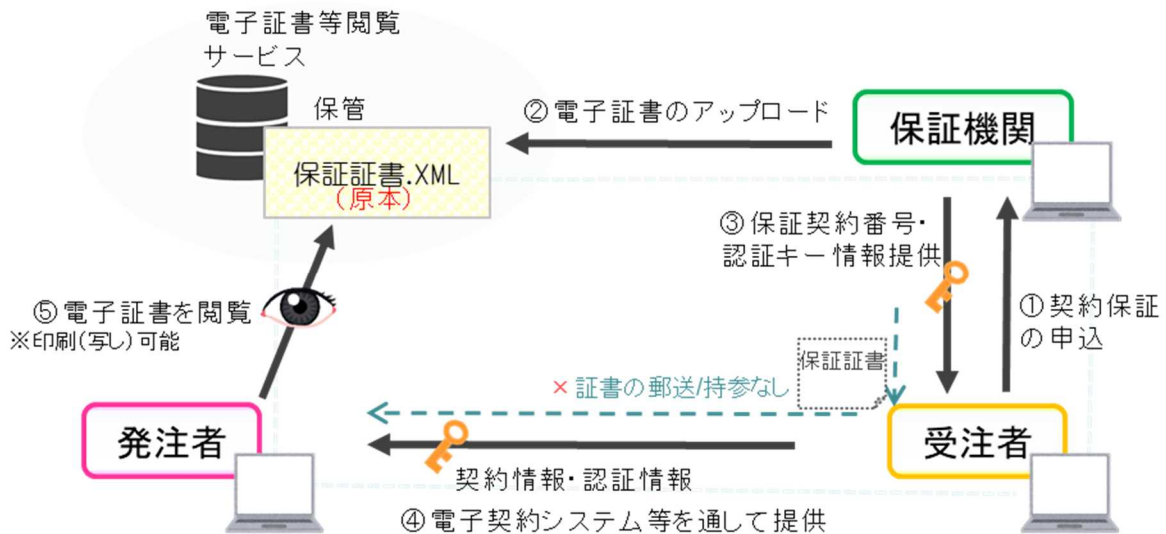 電子証書等閲覧
サービス
保管
保証証書.XML
(原本)
②電子証書のアップロード
保証機関
③保証契約番号・
認証キー情報提供
①契約保証
の申込
⑤電子証書を閲覧
※印刷(写し)可能
保証証書
×証書の郵送/持参なし
発注者
受注者
契約情報・認証情報
④電子契約システム等を通して提供